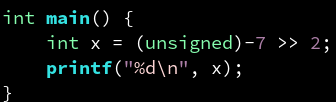 int main() {
    int x = (unsigned)-7 >> 2;
    printf("%d\n", x);
}